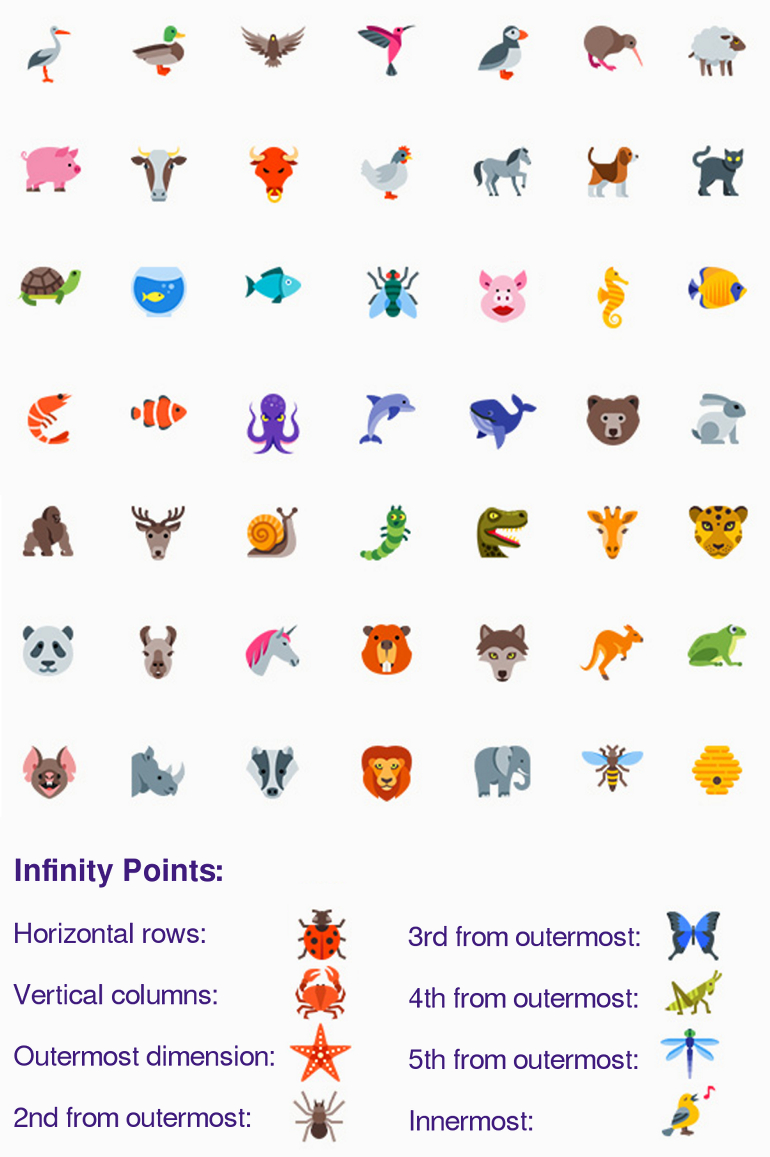 Infinity Points:
Horizontal rows:
Vertical columns:
Outermost dimension:
2nd from outermost:
3rd from outermost:
4th from outermost:
5th from outermost:
Innermost: